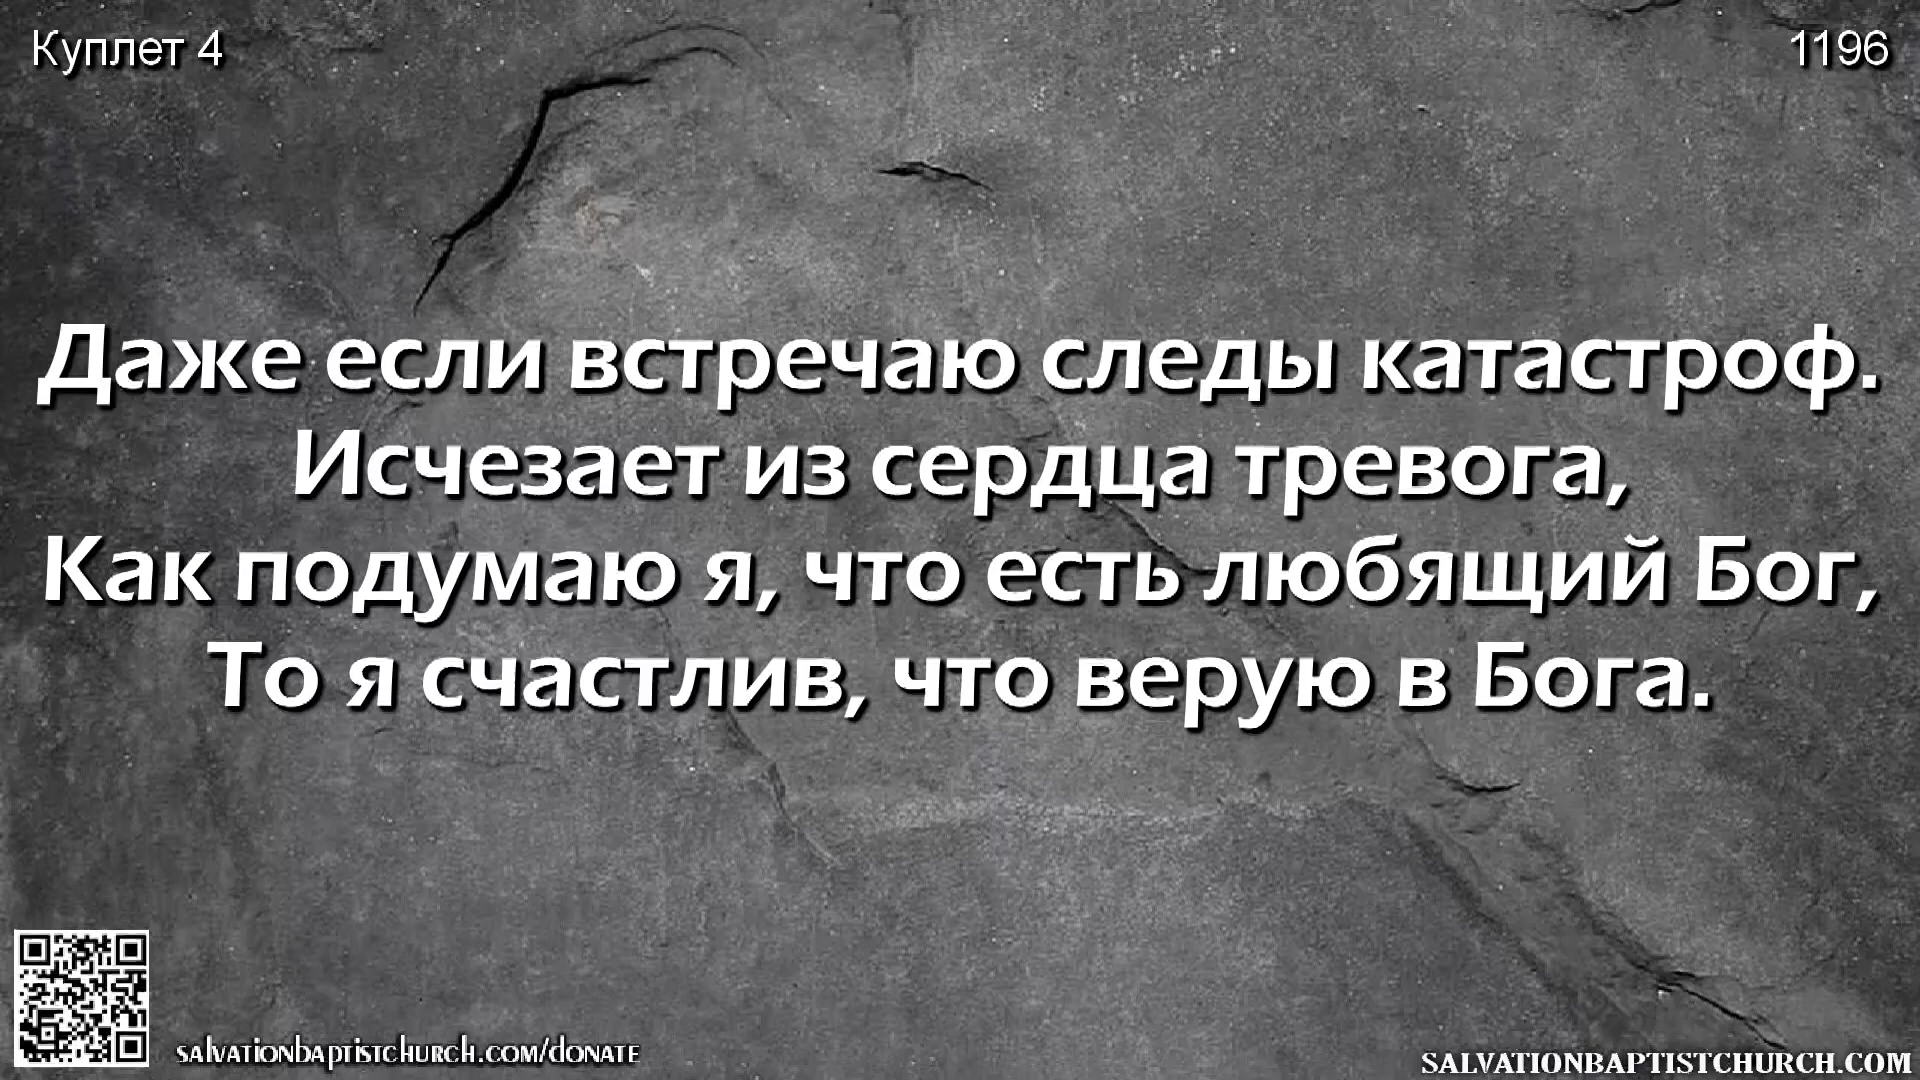 Куплет 4
1196
Даже если встречаю следы катастроф.
Исчезает из сердца тревога,
Как подумаю я, что есть любящий Бог,
То я счастлив, что верую в Бога.
salvationbaptistchurch.com/donate
SALVATIONBAPTISTCHURCH.COM